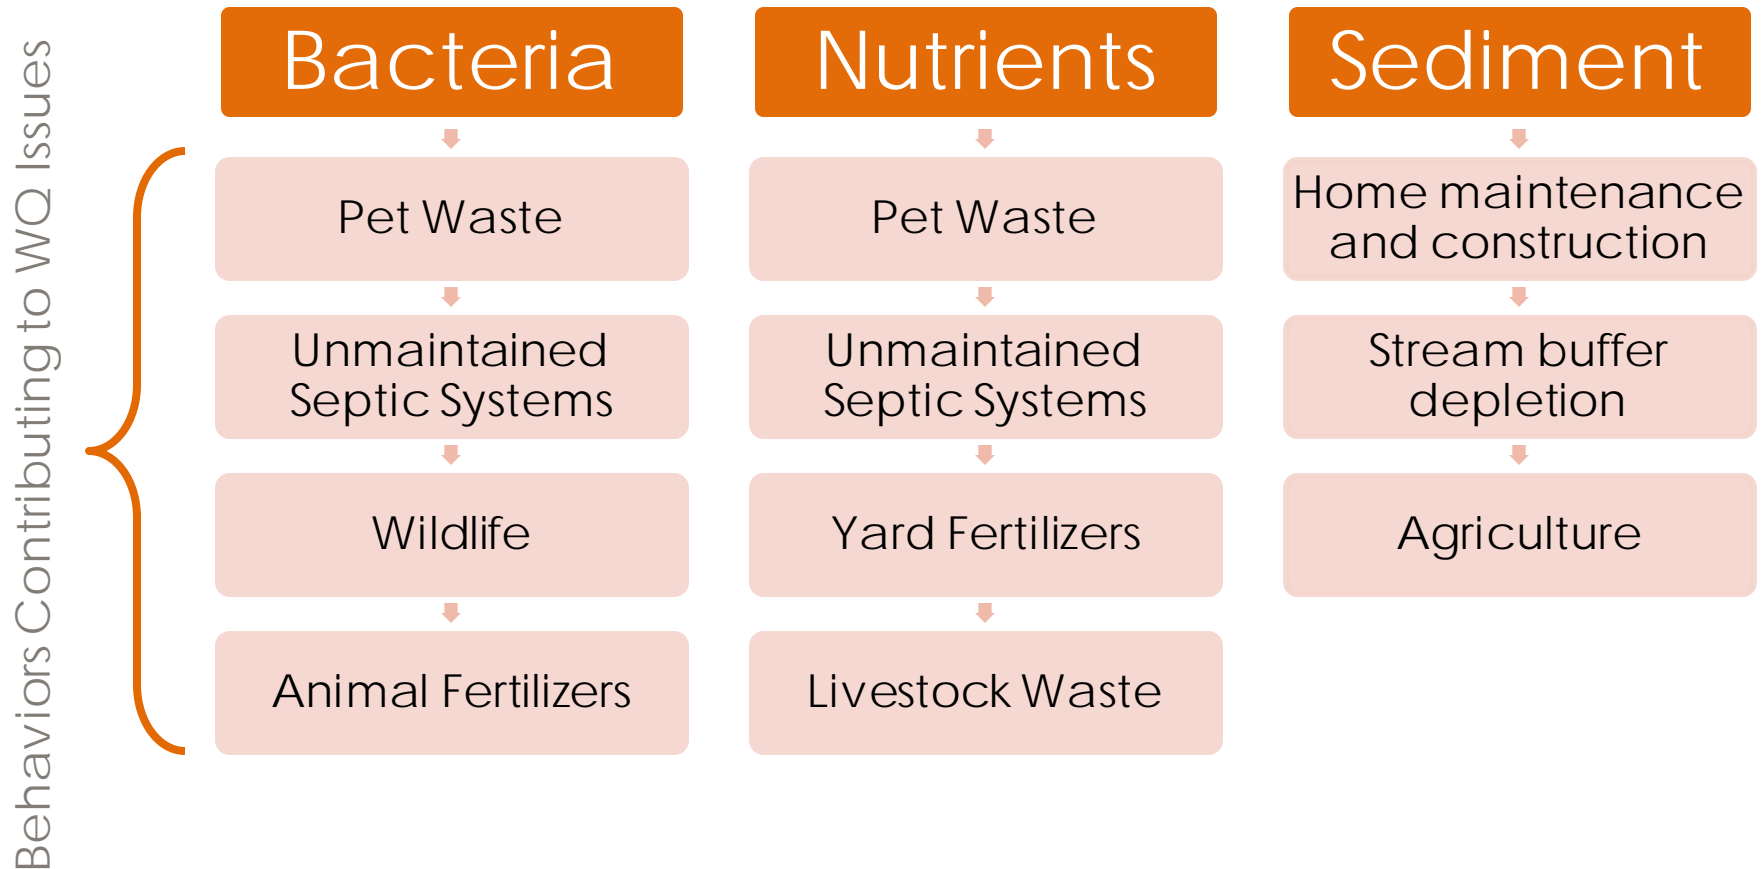 Behaviors Contributing to WQ Issues
Bacteria
Pet Waste
Unmaintained
Septic Systems
Wildlife
Animal Fertilizers
Nutrients
Pet Waste
Unmaintained
Septic Systems
Yard Fertilizers
Livestock Waste
Sediment
Home maintenance
and construction
Stream buffer
depletion
Agriculture